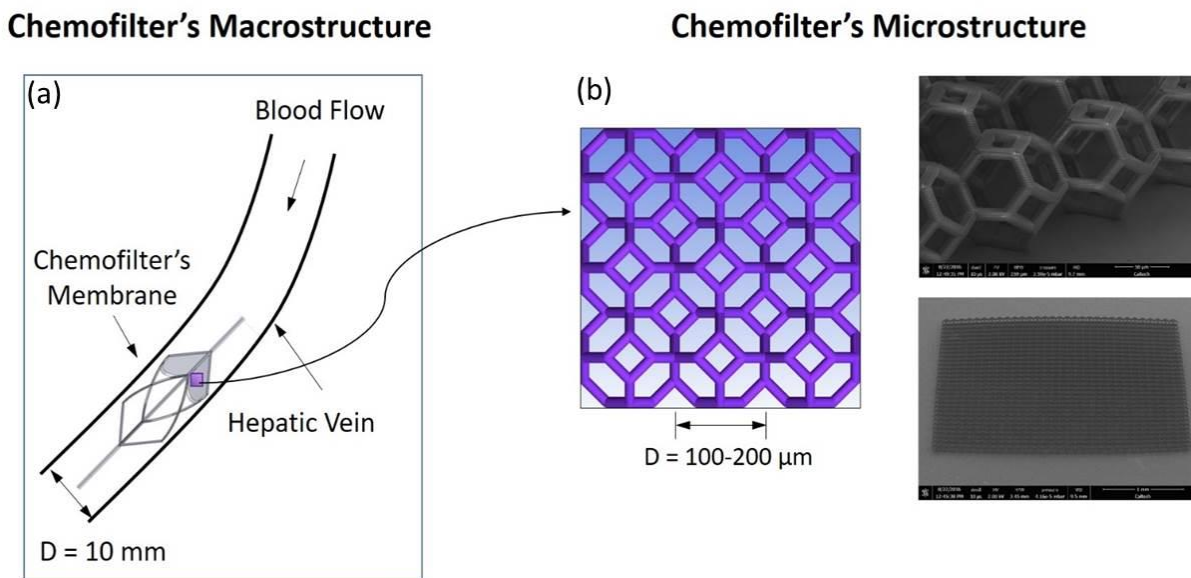 Chemofilter's Macrostructure
Chemofilter's Microstructure
(a)
Blood Flow
Chemofilter's
Membrane
Hepatic Vein
D = 10 mm
(b)
D = 100-200 µm
Caltech
Caltech